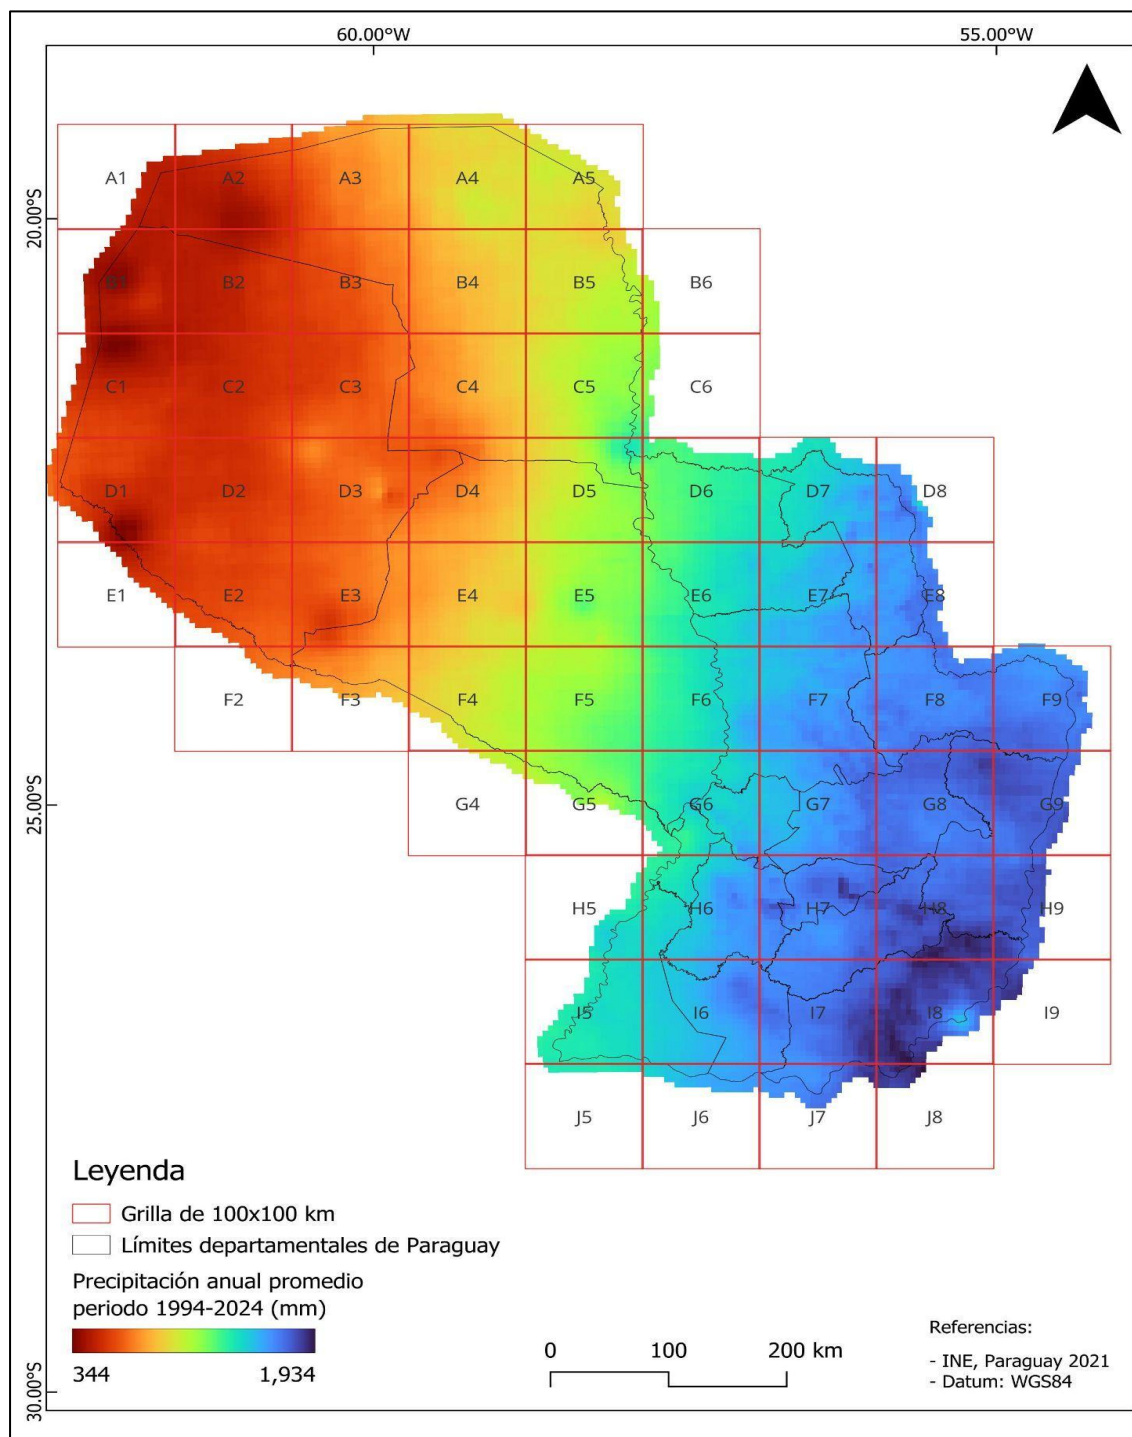 60.00°W 55.00°W
20.00°S
25.00°S
30.00°S
A1 A2 A3 A4 A5
B1 B2 B3 B4 B5 B6
C1 C2 C3 C4 C5 C6
D1 D2 D3 D4 D5 D6 D7 D8
E1 E2 E3 E4 E5 E6 E7 E8
F2 F3 F4 F5 F6 F7 F8 F9
G4 G5 G6 G7 G8 G9
H5 H6 H7 H8 H9
I5 I6 I7 I8 I9
J5 J6 J7 J8
Leyenda
Grilla de 100x100 km
Límites departamentales de Paraguay
Precipitación anual promedio
periodo 1994-2024 (mm)
344 1,934
0 100 200 km
Referencias:
- INE, Paraguay 2021
- Datum: WGS84